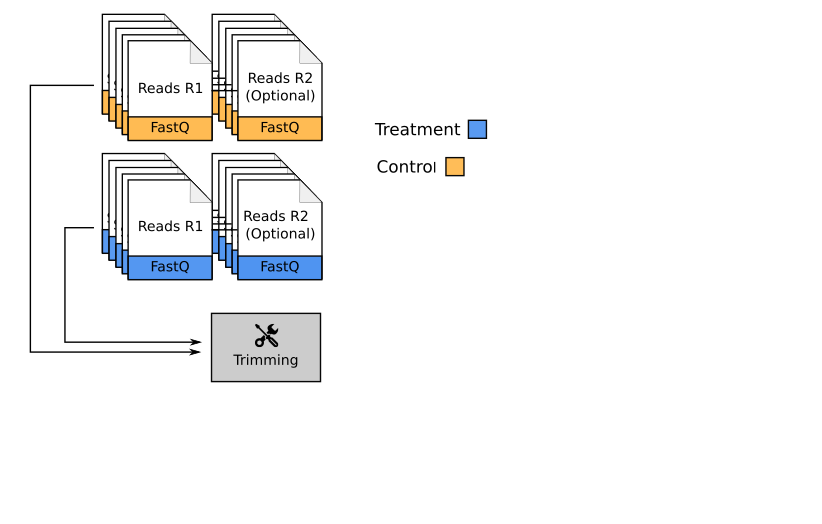 Reads R1
Reads R2
(Optional)
FastQ
FastQ
Treatment
Control
Reads R1
Reads R2
(Optional)
FastQ
FastQ
Trimming